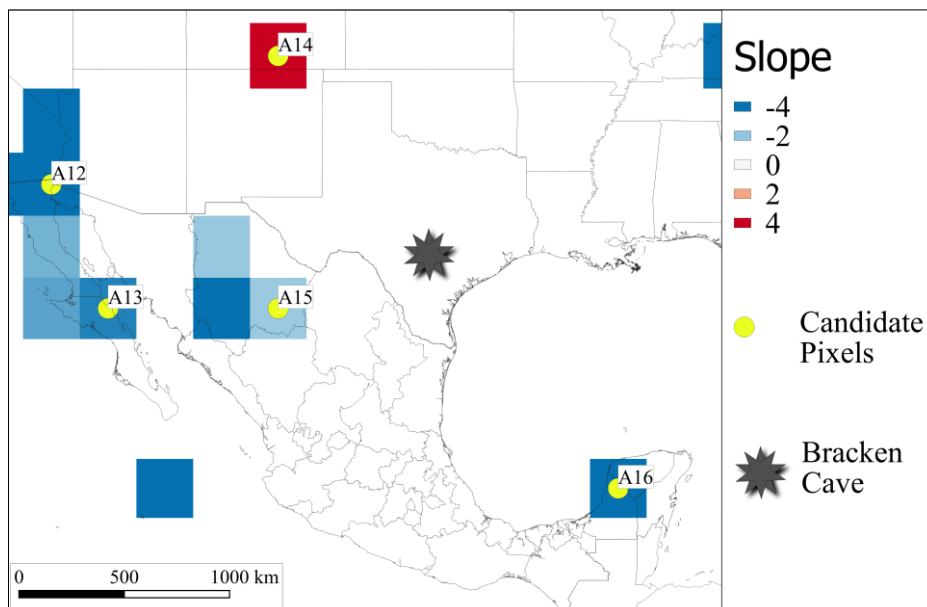 A14
A12
A13
A15
A16
0 500 1000 km
Slope
-4
-2
0
2
4
Candidate
Pixels
Bracken
Cave